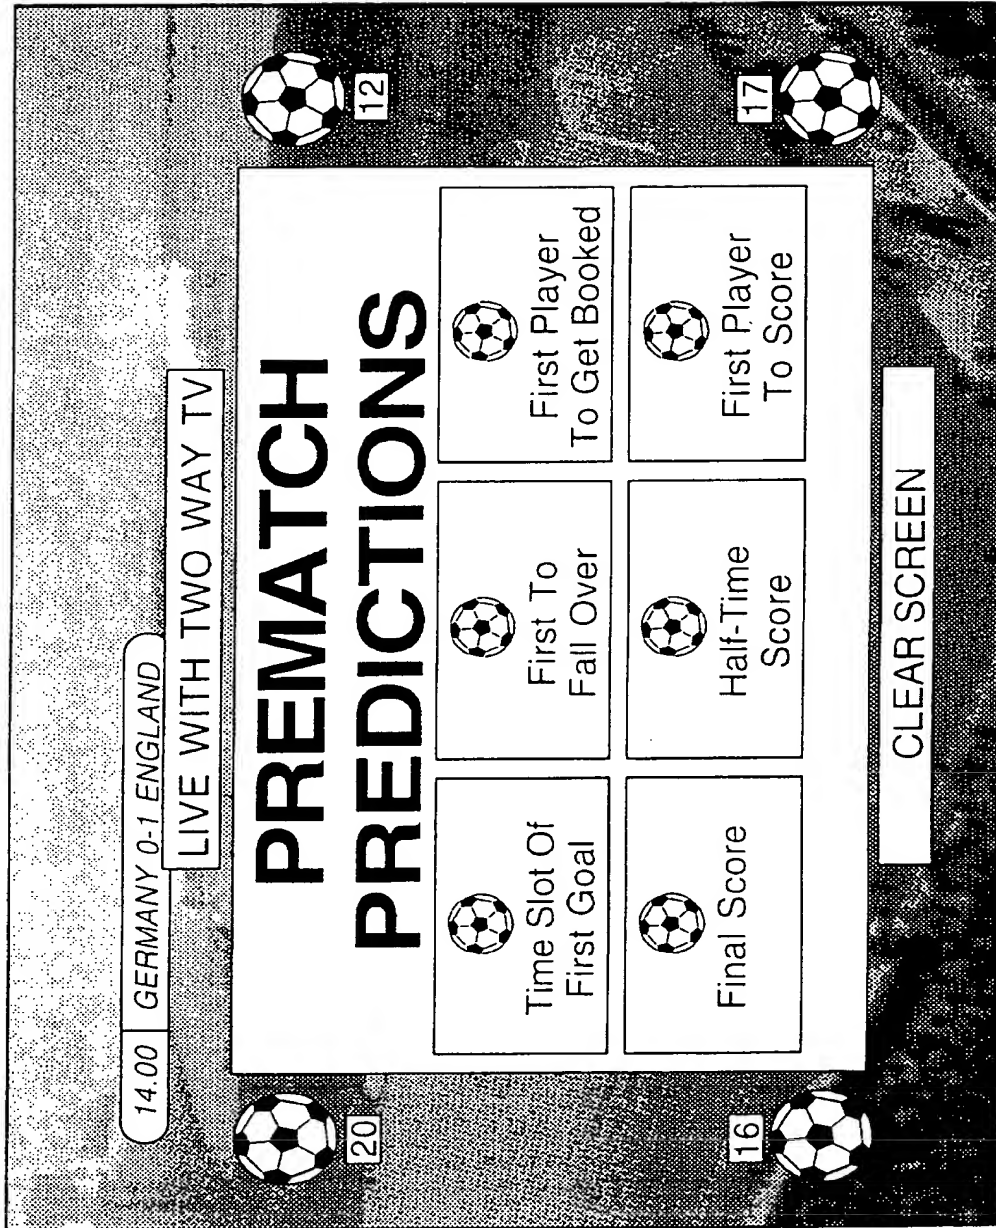 14.00 GERMANY 0-1 ENGLAND
LIVE WITH TWO WAY TV
20
12
PREMATCH
PREDICTIONS
Time Slot Of
First Goal
First To
Fall Over
First Player
To Get Booked
Final Score
Half-Time
Score
First Player
To Score
16
17
CLEAR SCREEN